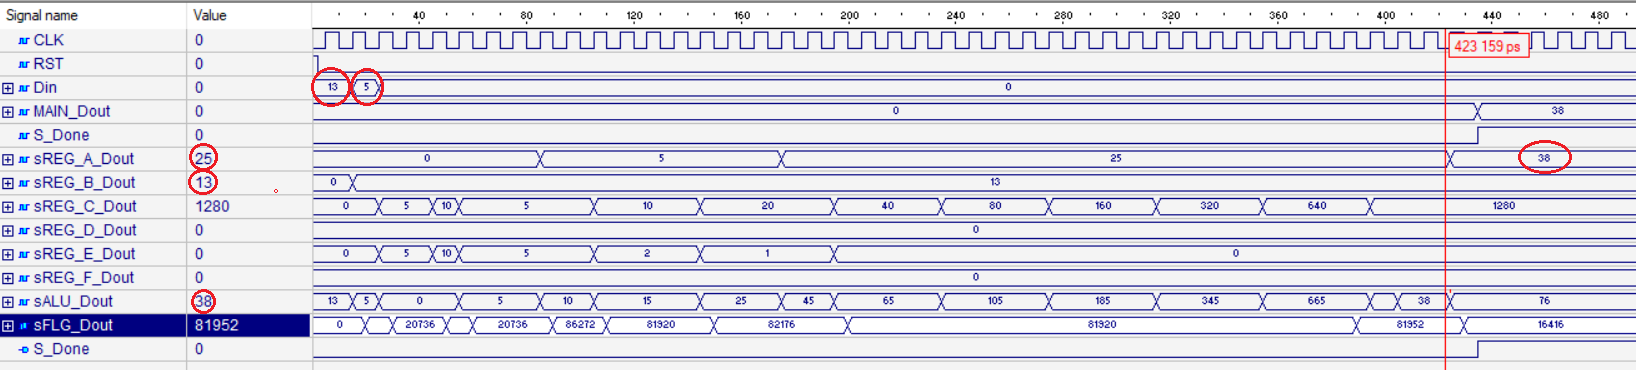 Signal name Value 40 80 120 160 200 240 280 320 360 400 440 480
CLK 0 423 159 ps
RST 0
Din 0 13 5 0
MAIN_Dout 0 0 38
S_Done 0
sREG_A_Dout 25 0 5 25 38
sREG_B_Dout 13 0 13
sREG_C_Dout 1280 0 5 10 5 10 20 40 80 160 320 640 1280
sREG_D_Dout 0 0
sREG_E_Dout 0 0 5 10 5 2 1 0
sREG_F_Dout 0 0
sALU_Dout 38 13 5 0 5 10 15 25 45 65 105 185 345 665 38 76
sFLG_Dout 81952 0 20736 20736 86272 81920 82176 81920 81952 16416
S_Done 0